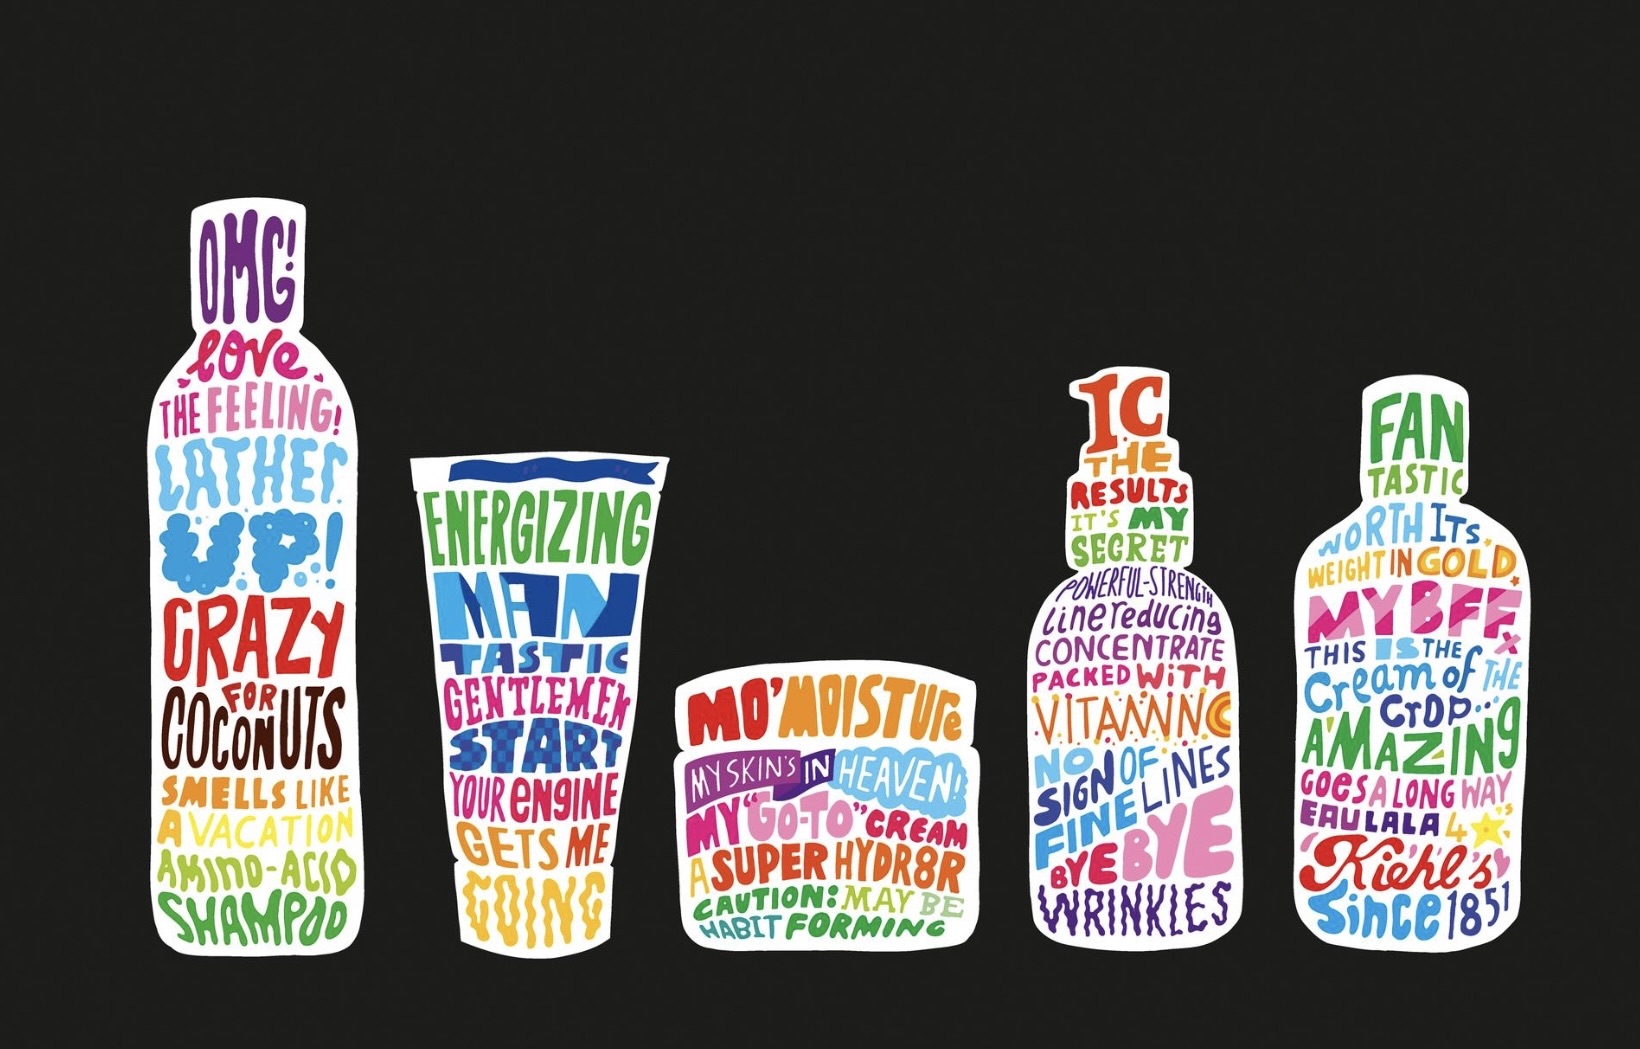 OMG!
love
THE FEELING!
LATHER
UP!
CRAZY
FOR
COCONUTS
SMELLS LIKE
A VACATION
AMINO-ACID
SHAMPOO
ENERGIZING
MAN
TASTIC
GENTLEMEN
START
YOUR ENGINE
GETS ME
GOING
MO' MOISTURE
MY SKIN'S IN HEAVEN!
MY "GO-TO" CREAM
A SUPER HYDR8R
CAUTION: MAY BE
HABIT FORMING
1C
THE
RESULTS
IT'S MY
SECRET
POWERFUL-STRENGTH
Line reducing
CONCENTRATE
PACKED WITH
VITAMIN C
NO SIGN OF
FINE LINES
BYE BYE
WRINKLES
FAN
TASTIC
WORTH ITS
WEIGHT IN GOLD
MY BFF
THIS IS THE
Cream of THE
CrOp...
AMAZING
GOES A LONG WAY
EAULALA 4 's
Kiehl's
Since 1851